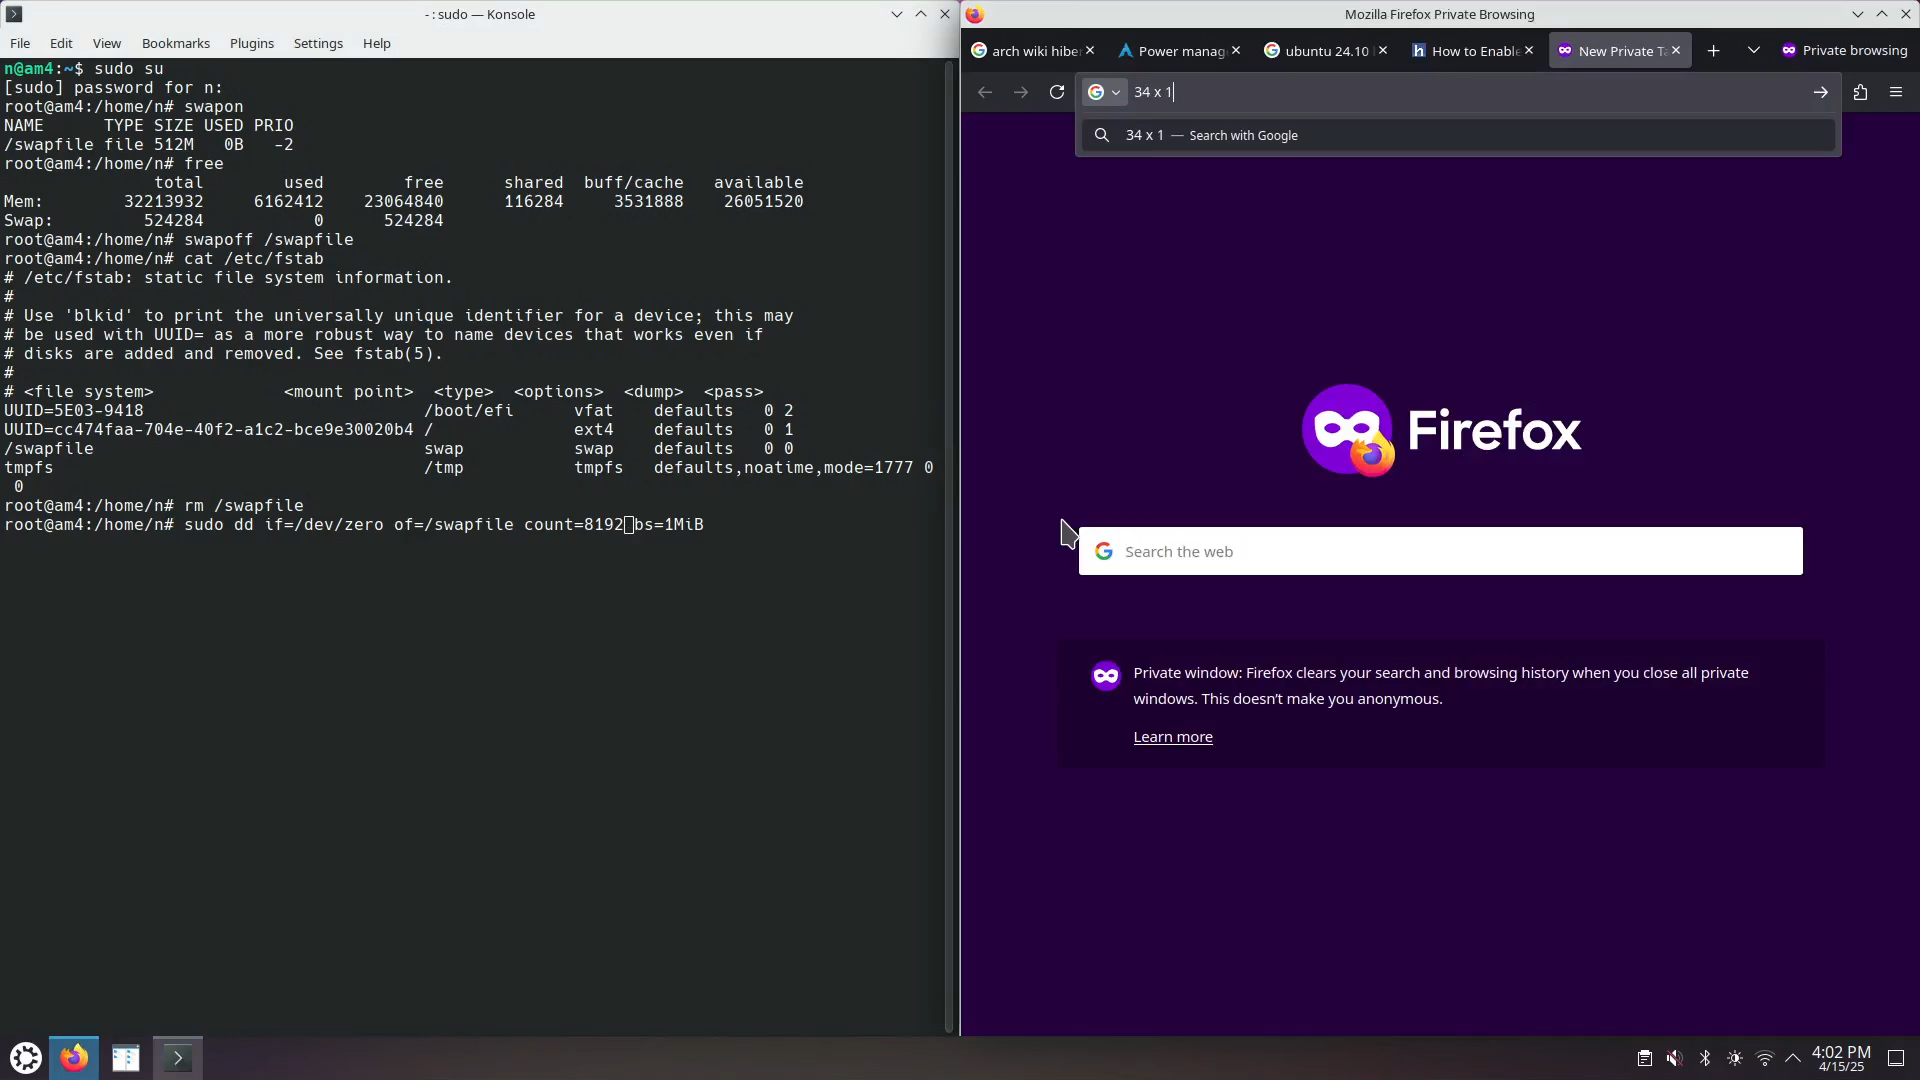 - : sudo — Konsole
File Edit View Bookmarks Plugins Settings Help
n@am4:~$ sudo su
[sudo] password for n:
root@am4:/home/n# swapon
NAME      TYPE SIZE USED PRIO
/swapfile file 512M   0B   -2
root@am4:/home/n# free
               total        used        free      shared  buff/cache   available
Mem:        32213932     6162412    23064840      116284     3531888    26051520
Swap:         524284           0      524284
root@am4:/home/n# swapoff /swapfile
root@am4:/home/n# cat /etc/fstab
# /etc/fstab: static file system information.
#
# Use 'blkid' to print the universally unique identifier for a device; this may
# be used with UUID= as a more robust way to name devices that works even if
# disks are added and removed. See fstab(5).
#
# <file system>             <mount point>  <type>  <options>  <dump>  <pass>
UUID=5E03-9418                            /boot/efi      vfat    defaults   0 2
UUID=cc474faa-704e-40f2-a1c2-bce9e30020b4 /              ext4    defaults   0 1
/swapfile                                 swap           swap    defaults   0 0
tmpfs                                     /tmp           tmpfs   defaults,noatime,mode=1777 0
 0
root@am4:/home/n# rm /swapfile
root@am4:/home/n# sudo dd if=/dev/zero of=/swapfile count=8192 bs=1MiB
Mozilla Firefox Private Browsing
arch wiki hibe
Power manag
ubuntu 24.10
How to Enable
New Private Ta
Private browsing
34 x 1
34 x 1 — Search with Google
Firefox
Search the web
Private window: Firefox clears your search and browsing history when you close all private
windows. This doesn’t make you anonymous.
Learn more
4:02 PM
4/15/25